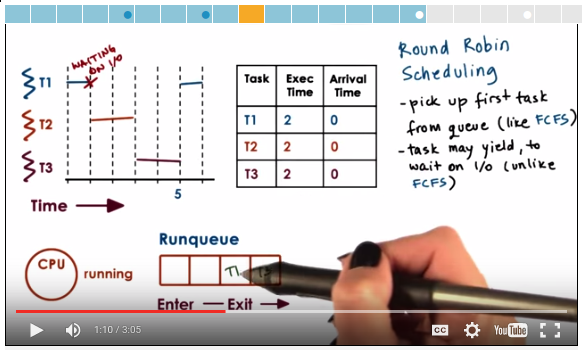 WAITING
ON I/O
T1
T2
T3
5
Time
Task Exec Time Arrival Time
T1 2 0
T2 2 0
T3 2 0
Round Robin
Scheduling
- pick up first task
from queue (like FCFS)
- task may yield, to
wait on I/O (unlike
FCFS)
CPU
running
Runqueue
T1 T3
Enter — Exit
1:10 / 3:05
CC
YouTube